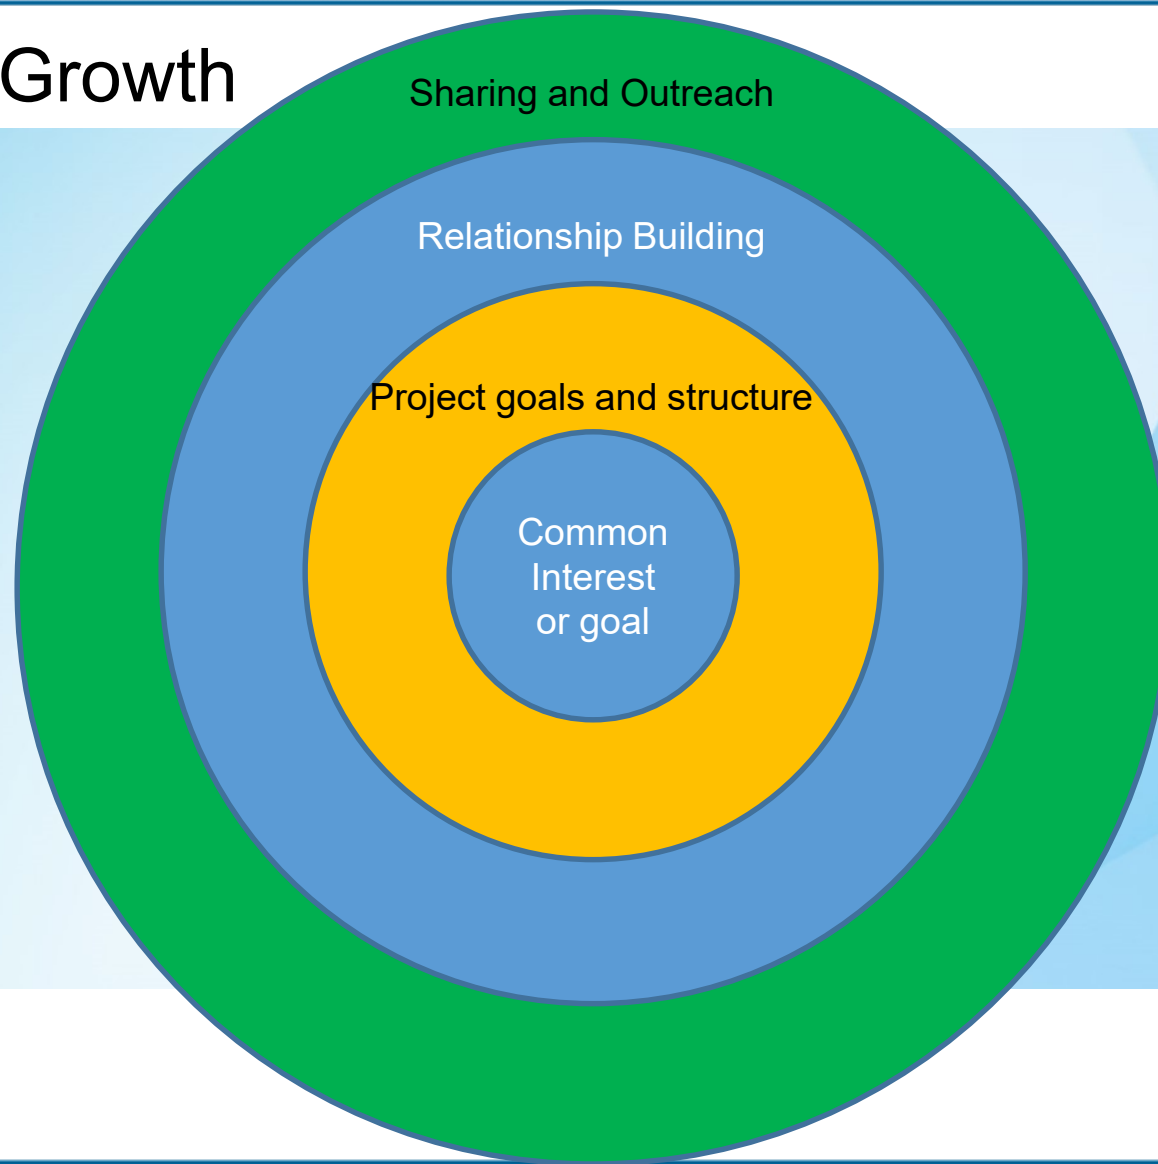 Growth
Sharing and Outreach
Relationship Building
Project goals and structure
Common
Interest
or goal